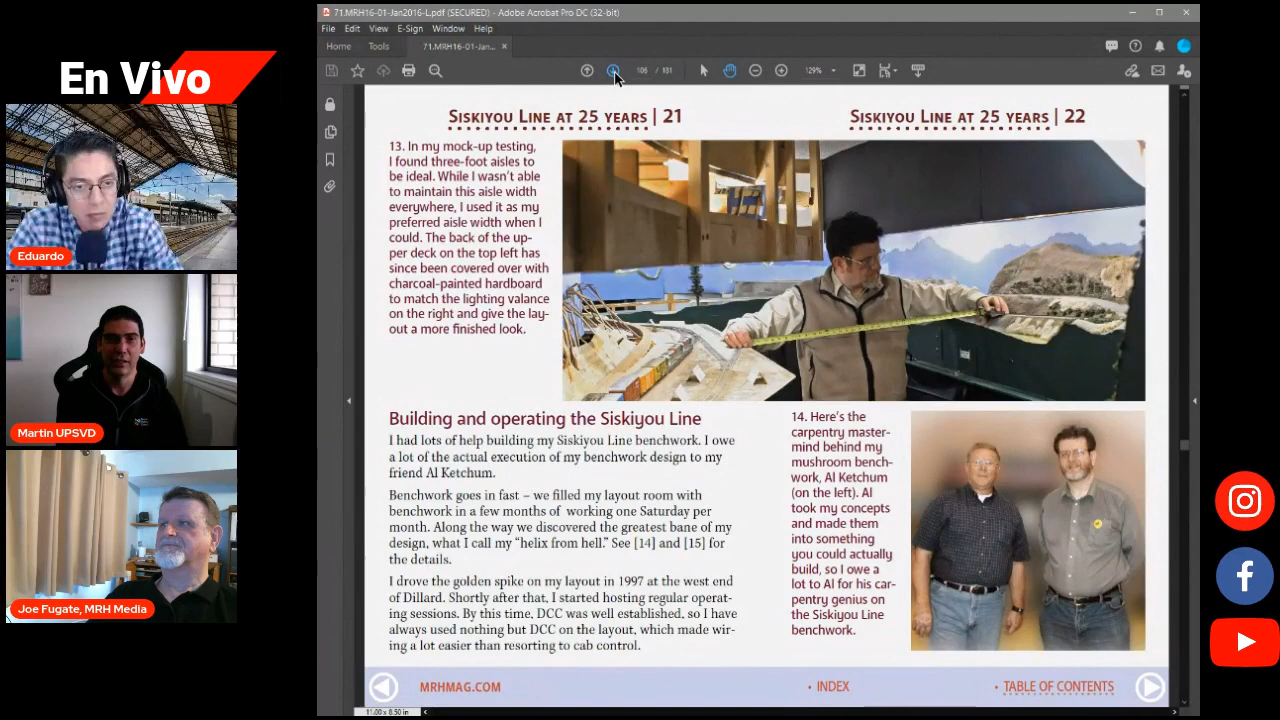 71.MRH16-01-Jan2016-L.pdf (SECURED) - Adobe Acrobat Pro DC (32-bit)
File Edit View E-Sign Window Help
Home Tools 71.MRH16-01-Jan... ×
106 / 181 129%
En Vivo
Eduardo
Martin UPSVD
Joe Fugate, MRH Media
Siskiyou Line at 25 years | 21
Siskiyou Line at 25 years | 22
13. In my mock-up testing,
I found three-foot aisles to
be ideal. While I wasn't able
to maintain this aisle width
everywhere, I used it as my
preferred aisle width when I
could. The back of the up-
per deck on the top left has
since been covered over with
charcoal-painted hardboard
to match the lighting valance
on the right and give the lay-
out a more finished look.
Building and operating the Siskiyou Line
I had lots of help building my Siskiyou Line benchwork. I owe
a lot of the actual execution of my benchwork design to my
friend Al Ketchum.
Benchwork goes in fast – we filled my layout room with
benchwork in a few months of working one Saturday per
month. Along the way we discovered the greatest bane of my
design, what I call my "helix from hell." See [14] and [15] for
the details.
I drove the golden spike on my layout in 1997 at the west end
of Dillard. Shortly after that, I started hosting regular operat-
ing sessions. By this time, DCC was well established, so I have
always used nothing but DCC on the layout, which made wir-
ing a lot easier than resorting to cab control.
14. Here's the
carpentry master-
mind behind my
mushroom bench-
work, Al Ketchum
(on the left). Al
took my concepts
and made them
into something
you could actually
build, so I owe a
lot to Al for his car-
pentry genius on
the Siskiyou Line
benchwork.
MRHMAG.COM
• INDEX
• TABLE OF CONTENTS
11.00 x 8.50 in